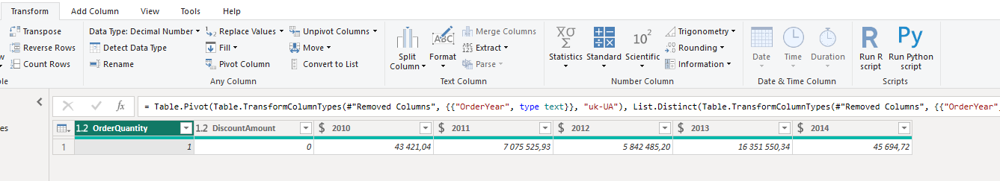 Transform Add Column View Tools Help
Transpose Data Type: Decimal Number Replace Values Unpivot Columns Merge Columns Trigonometry
Reverse Rows Detect Data Type Fill Move Extract Rounding
Count Rows Rename Pivot Column Convert to List Parse Information
Split Column Format Statistics Standard Scientific Date Time Duration Run R script Run Python script
Any Column Text Column Number Column Date & Time Column Scripts
= Table.Pivot(Table.TransformColumnTypes(#"Removed Columns", {{"OrderYear", type text}}, "uk-UA"), List.Distinct(Table.TransformColumnTypes(#"Removed Columns", {{"OrderYear",
1.2 OrderQuantity 1.2 DiscountAmount $ 2010 $ 2011 $ 2012 $ 2013 $ 2014
1 1 0 43 421,04 7 075 525,93 5 842 485,20 16 351 550,34 45 694,72